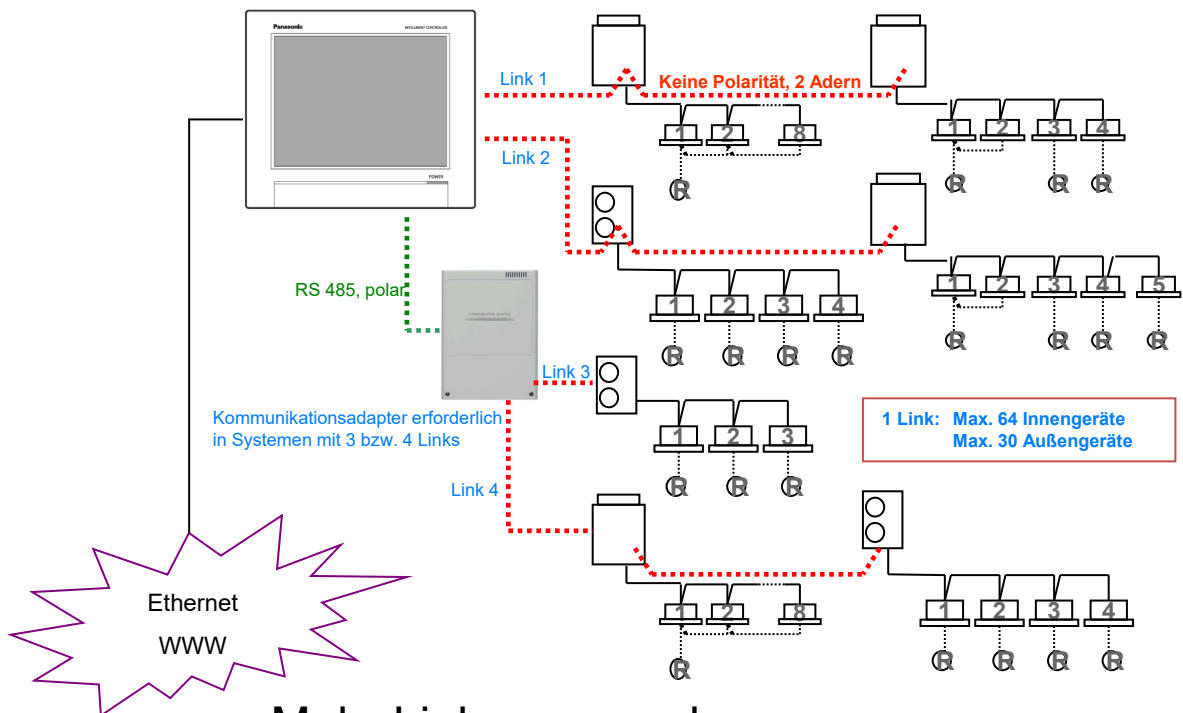 Panasonic
INTELLIGENT CONTROLLER
POWER
Link 1
Keine Polarität, 2 Adern
1 2 8
R
1 2 3 4
R R R
Link 2
1 2 3 4
R R R R
1 2 3 4 5
R R R R
RS 485, polar
COMMUNICATION ADAPTER
Link 3
1 2 3
R R R
Kommunikationsadapter erforderlich
in Systemen mit 3 bzw. 4 Links
1 Link: Max. 64 Innengeräte
Max. 30 Außengeräte
Link 4
1 2 8
R
1 2 3 4
R R R R
Ethernet
WWW